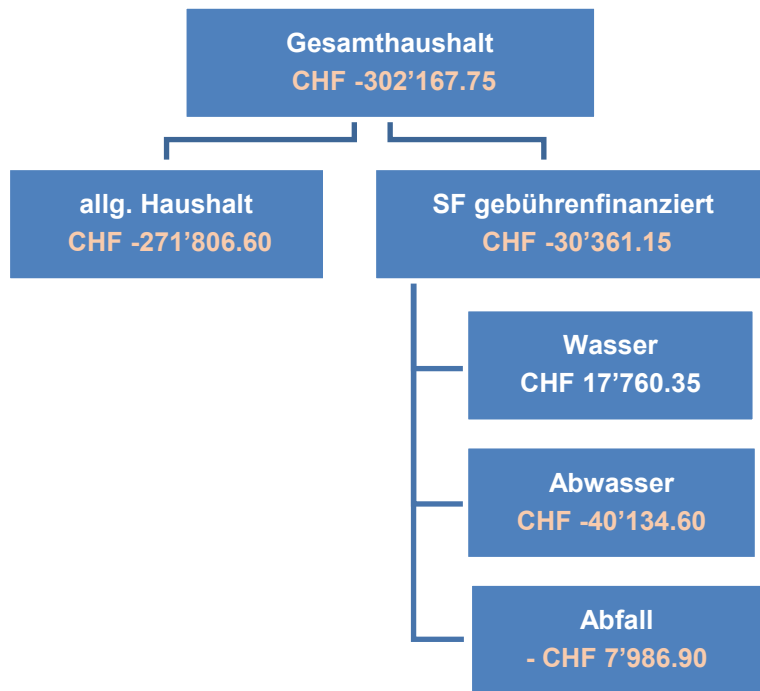 Gesamthaushalt
CHF -302’167.75
allg. Haushalt
CHF -271’806.60
SF gebührenfinanziert
CHF -30’361.15
Wasser
CHF 17’760.35
Abwasser
CHF -40’134.60
Abfall
- CHF 7’986.90